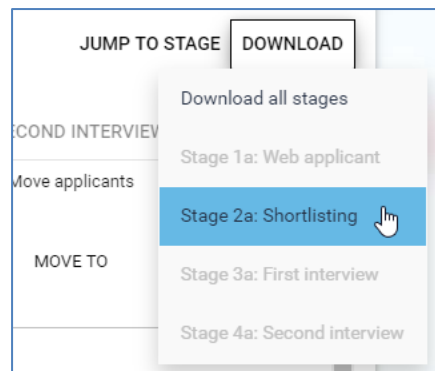 JUMP TO STAGE DOWNLOAD
Download all stages
ECOND INTERVIEW
Stage 1a: Web applicant
Move applicants
Stage 2a: Shortlisting
MOVE TO
Stage 3a: First interview
Stage 4a: Second interview